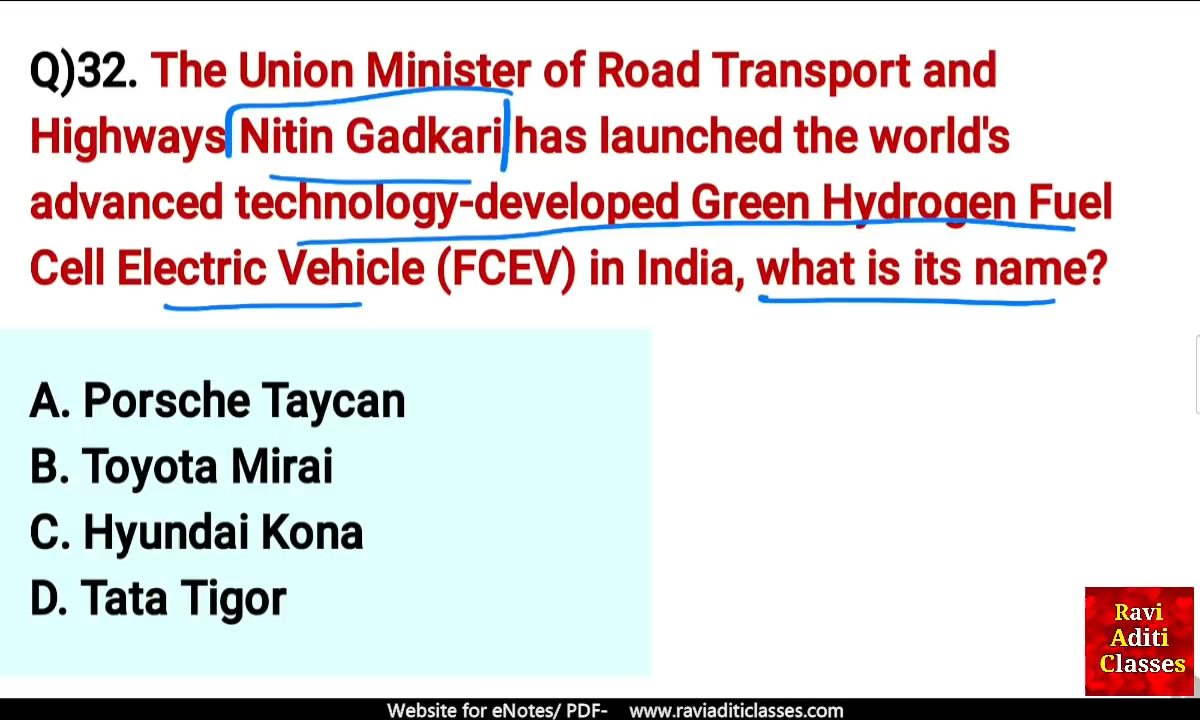 Q)32. The Union Minister of Road Transport and
Highways Nitin Gadkari has launched the world's
advanced technology-developed Green Hydrogen Fuel
Cell Electric Vehicle (FCEV) in India, what is its name?
A. Porsche Taycan
B. Toyota Mirai
C. Hyundai Kona
D. Tata Tigor
Ravi
Aditi
Classes
Website for eNotes/ PDF- www.raviaditiclasses.com